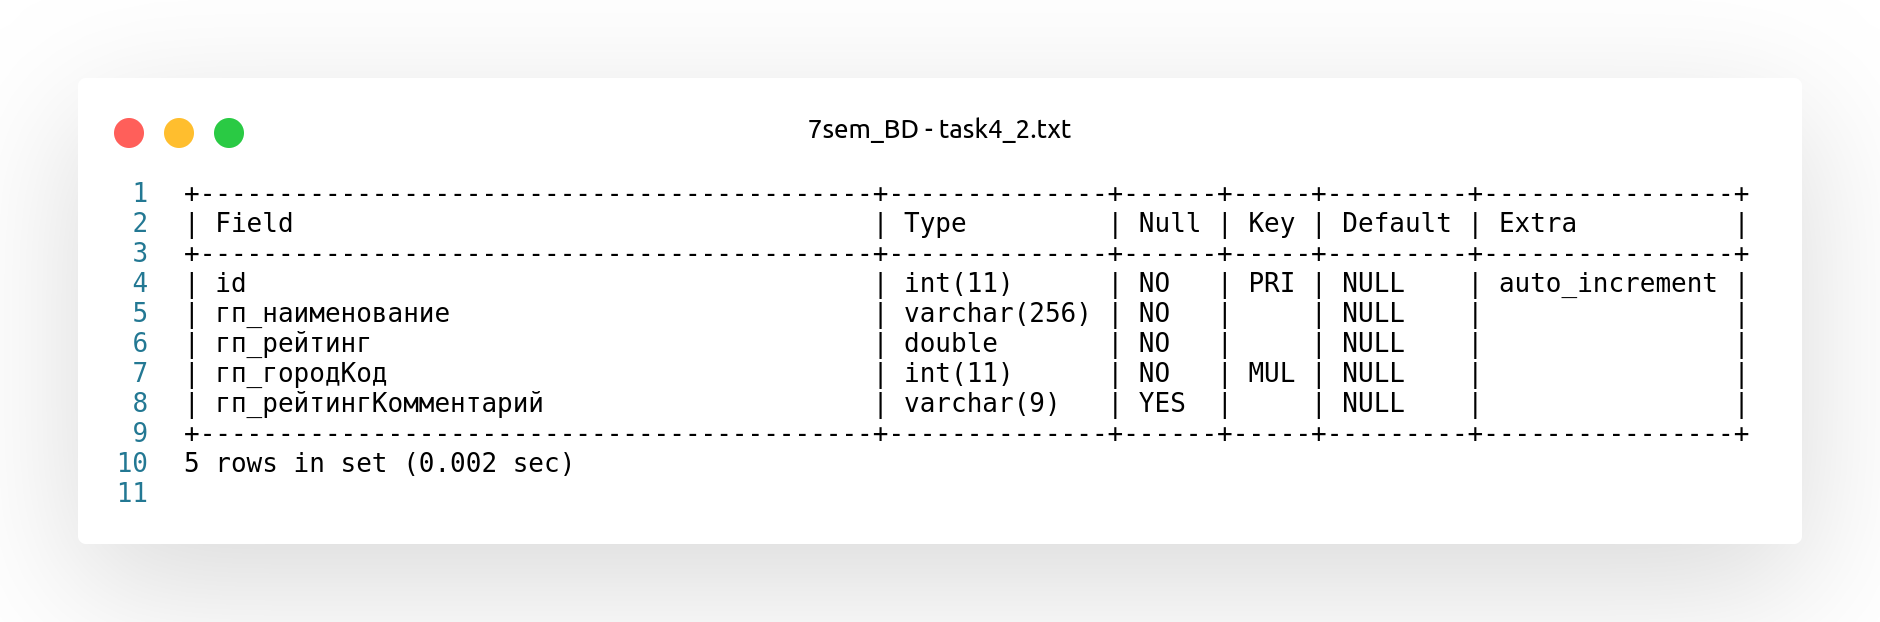 7sem_BD - task4_2.txt
1 +-------------------------------------------+--------------+------+-----+---------+----------------+
2 | Field                                     | Type         | Null | Key | Default | Extra          |
3 +-------------------------------------------+--------------+------+-----+---------+----------------+
4 | id                                        | int(11)      | NO   | PRI | NULL    | auto_increment |
5 | гп_наименование                           | varchar(256) | NO   |     | NULL    |                |
6 | гп_рейтинг                                | double       | NO   |     | NULL    |                |
7 | гп_городКод                               | int(11)      | NO   | MUL | NULL    |                |
8 | гп_рейтингКомментарий                     | varchar(9)   | YES  |     | NULL    |                |
9 +-------------------------------------------+--------------+------+-----+---------+----------------+
10 5 rows in set (0.002 sec)
11